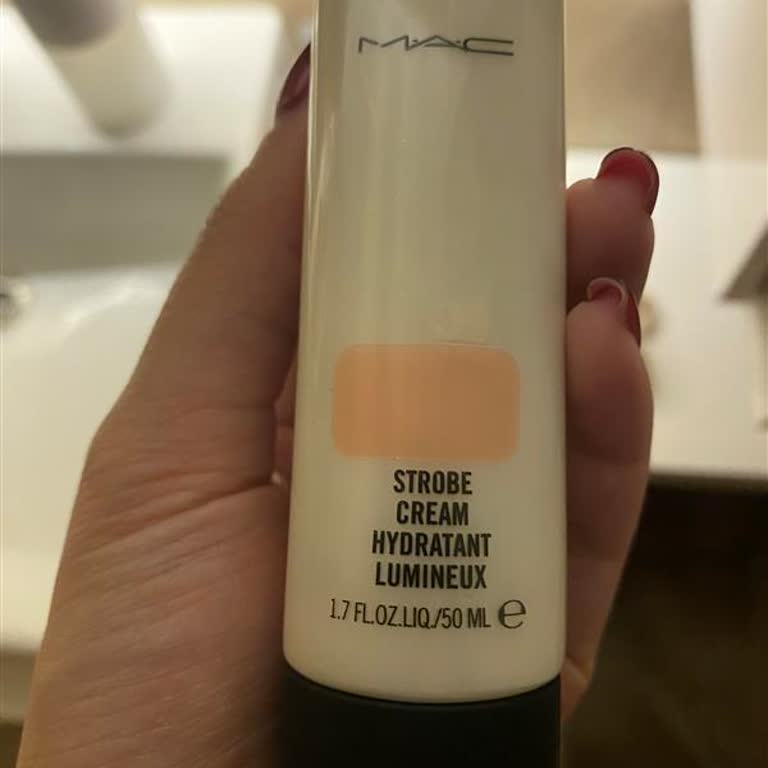 MAC
STROBE
CREAM
HYDRATANT
LUMINEUX
1.7 FL.OZ.LIQ./50 ML ℮